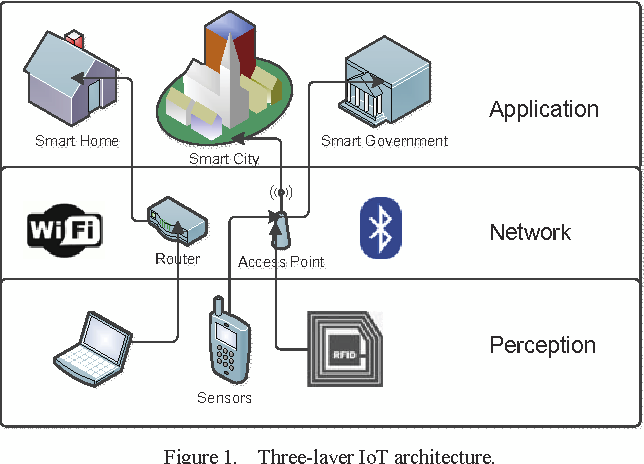 Smart Home
Smart City
Smart Government
Application
WiFi
Router
Access Point
Network
Sensors
RFID
Perception
Figure 1. Three-layer IoT architecture.